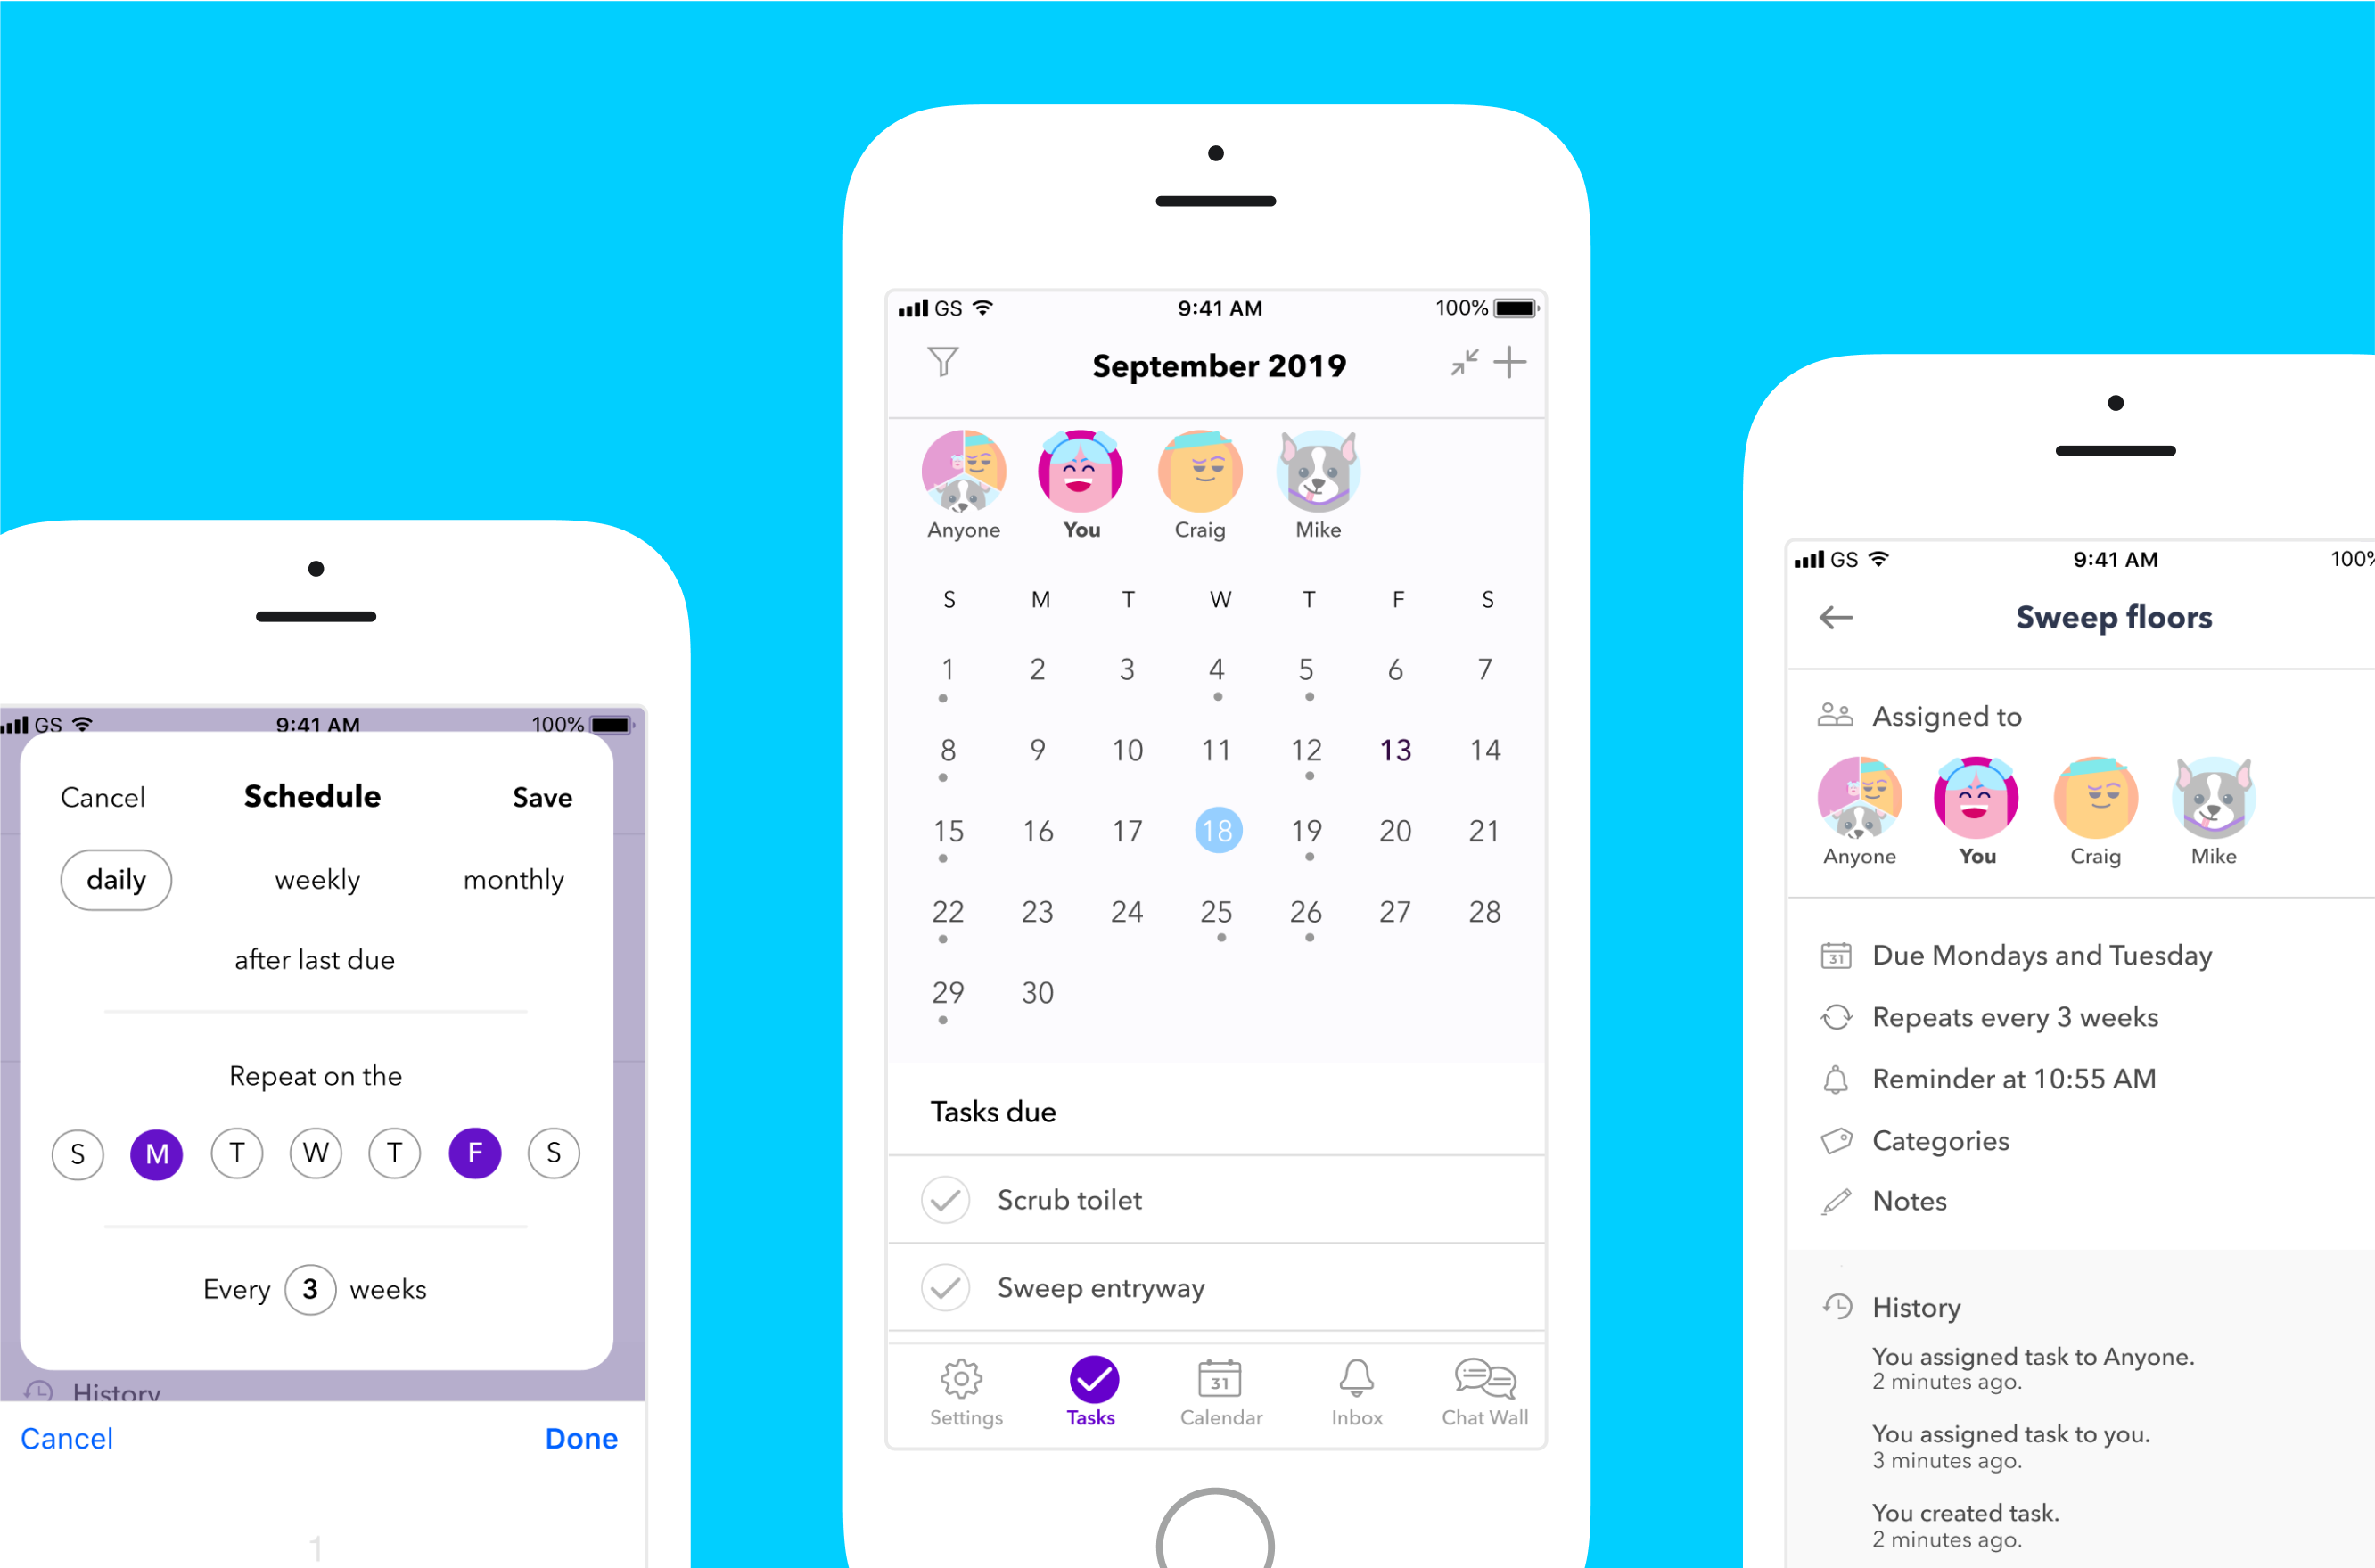 GS 9:41 AM 100%
Cancel Schedule Save
daily weekly monthly
after last due
Repeat on the
S M T W T F S
Every 3 weeks
History
Cancel Done
1
GS 9:41 AM 100%
September 2019
Anyone You Craig Mike
S M T W T F S
1 2 3 4 5 6 7
8 9 10 11 12 13 14
15 16 17 18 19 20 21
22 23 24 25 26 27 28
29 30
Tasks due
Scrub toilet
Sweep entryway
31
Settings Tasks Calendar Inbox Chat Wall
GS 9:41 AM 100%
Sweep floors
Assigned to
Anyone You Craig Mike
31 Due Mondays and Tuesday
Repeats every 3 weeks
Reminder at 10:55 AM
Categories
Notes
History
You assigned task to Anyone.
2 minutes ago.
You assigned task to you.
3 minutes ago.
You created task.
2 minutes ago.